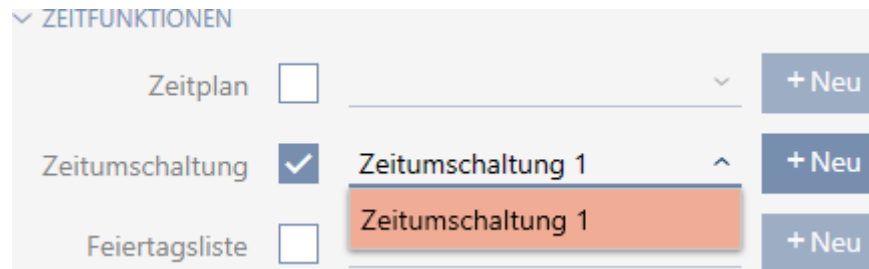 ZEITFUNKTIONEN
Zeitplan + Neu
Zeitumschaltung Zeitumschaltung 1 + Neu
Zeitumschaltung 1
Feiertagsliste + Neu